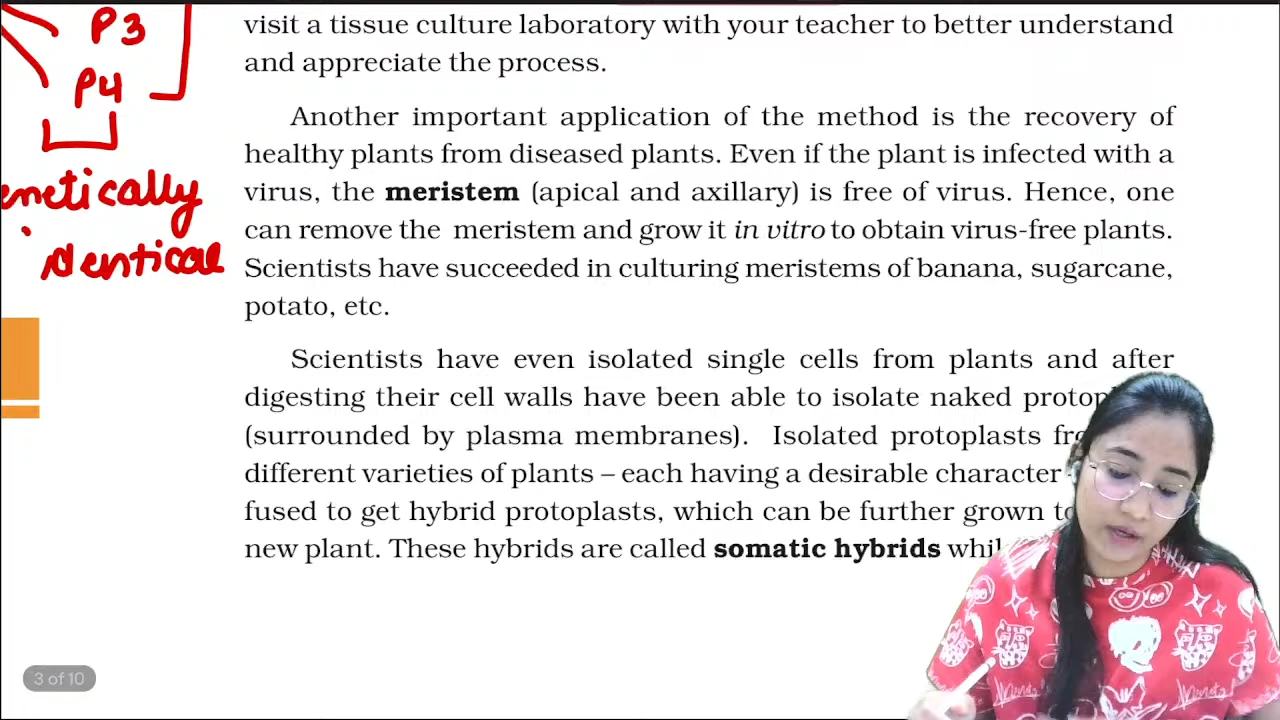 P3
P4
visit a tissue culture laboratory with your teacher to better understand
and appreciate the process.
Another important application of the method is the recovery of
healthy plants from diseased plants. Even if the plant is infected with a
virus, the meristem (apical and axillary) is free of virus. Hence, one
can remove the meristem and grow it in vitro to obtain virus-free plants.
Scientists have succeeded in culturing meristems of banana, sugarcane,
potato, etc.
enetically
identical
Scientists have even isolated single cells from plants and after
digesting their cell walls have been able to isolate naked
(surrounded by plasma membranes). Isolated protoplasts
different varieties of plants – each having a desirable character
fused to get hybrid protoplasts, which can be further grown
new plant. These hybrids are called somatic hybrids
3 of 10